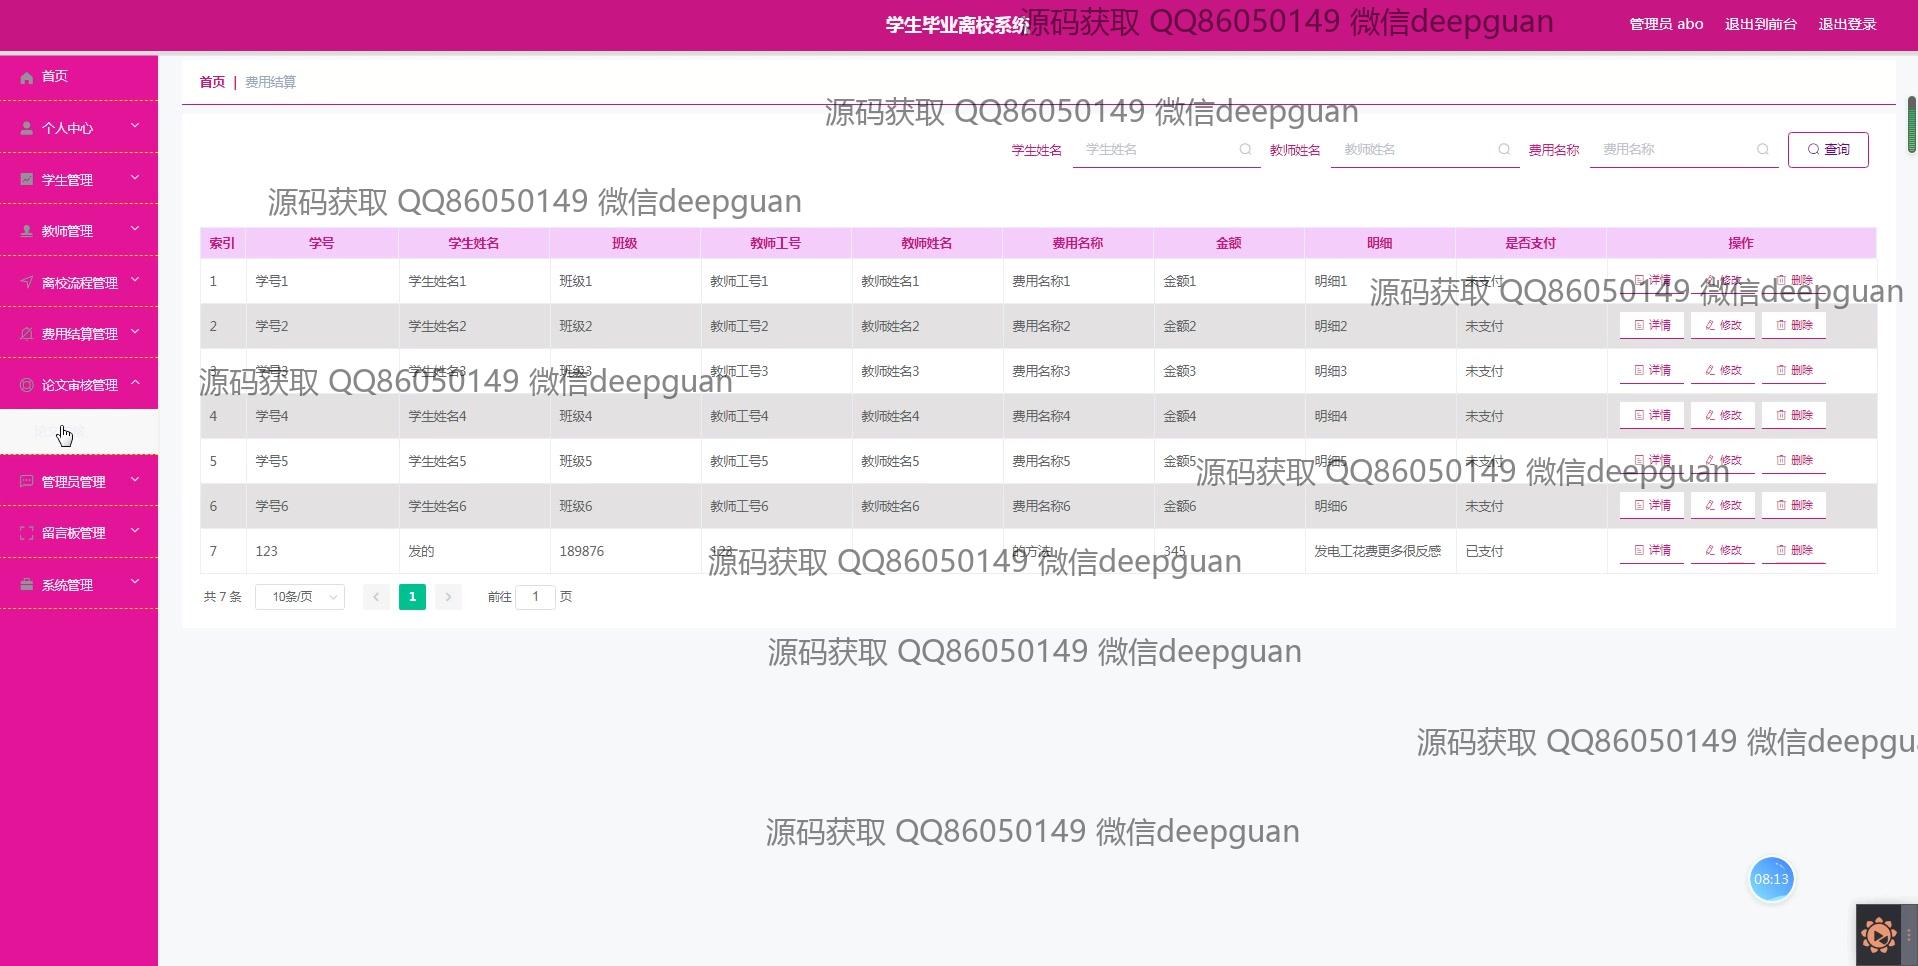 学生毕业离校系统
源码获取 QQ86050149 微信deepguan
管理员 abo 退出到前台 退出登录
首页
个人中心
学生管理
教师管理
离校流程管理
费用结算管理
论文审核管理
管理员管理
留言板管理
系统管理
首页 | 费用结算
源码获取 QQ86050149 微信deepguan
学生姓名 学生姓名 教师姓名 教师姓名 费用名称 费用名称 查询
源码获取 QQ86050149 微信deepguan
索引 学号 学生姓名 班级 教师工号 教师姓名 费用名称 金额 明细 是否支付 操作
1 学号1 学生姓名1 班级1 教师工号1 教师姓名1 费用名称1 金额1 明细1 未支付 详情 修改 删除
源码获取 QQ86050149 微信deepguan
2 学号2 学生姓名2 班级2 教师工号2 教师姓名2 费用名称2 金额2 明细2 未支付 详情 修改 删除
3 学号3 学生姓名3 班级3 教师工号3 教师姓名3 费用名称3 金额3 明细3 未支付 详情 修改 删除
源码获取 QQ86050149 微信deepguan
4 学号4 学生姓名4 班级4 教师工号4 教师姓名4 费用名称4 金额4 明细4 未支付 详情 修改 删除
5 学号5 学生姓名5 班级5 教师工号5 教师姓名5 费用名称5 金额5 明细5 未支付 详情 修改 删除
源码获取 QQ86050149 微信deepguan
6 学号6 学生姓名6 班级6 教师工号6 教师姓名6 费用名称6 金额6 明细6 未支付 详情 修改 删除
7 123 发的 189876 123 的方法 345 发电工花费更多很反感 已支付 详情 修改 删除
源码获取 QQ86050149 微信deepguan
共 7 条 10条/页 1 前往 1 页
源码获取 QQ86050149 微信deepguan
源码获取 QQ86050149 微信deepgu
源码获取 QQ86050149 微信deepguan
08:13